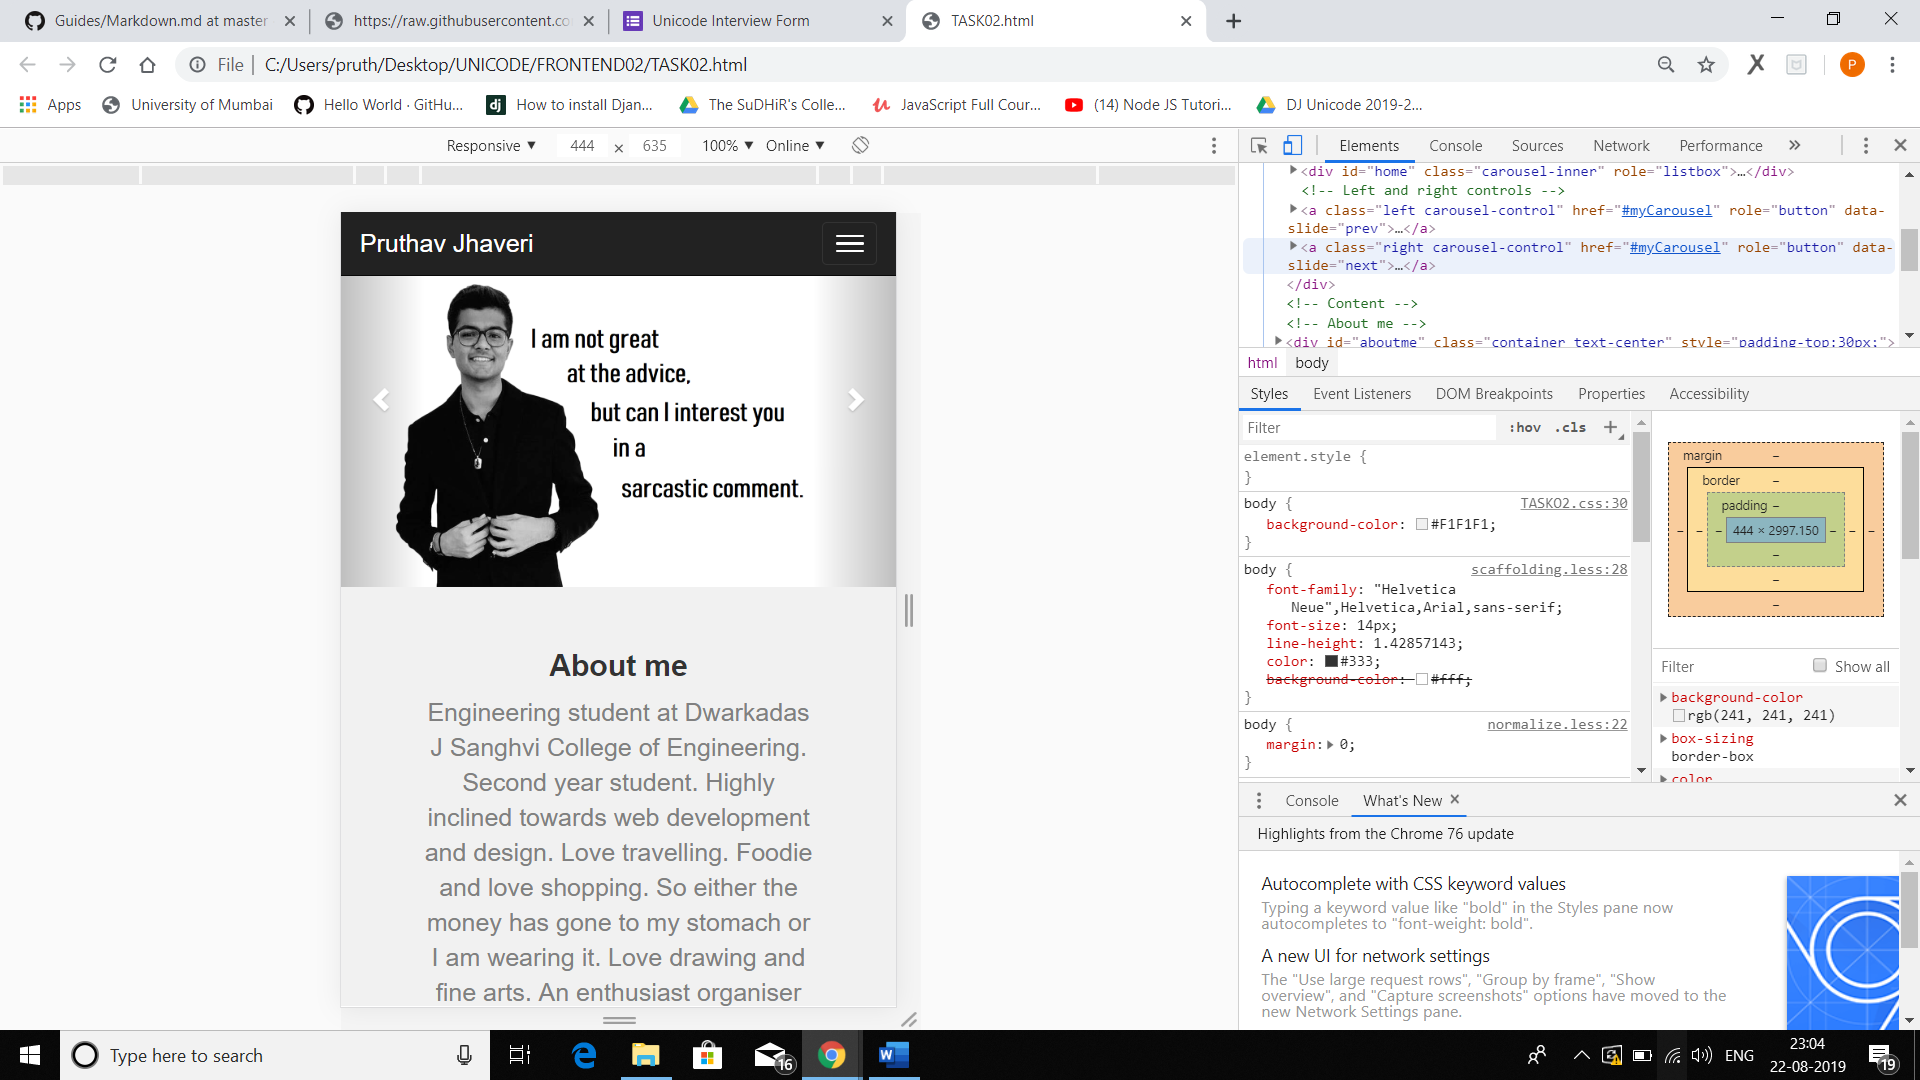 Guides/Markdown.md at master
https://raw.githubusercontent.co
Unicode Interview Form
TASK02.html
File | C:/Users/pruth/Desktop/UNICODE/FRONTEND02/TASK02.html
P
Apps
University of Mumbai
Hello World · GitHu...
dj
How to install Djan...
The SuDHiR's Colle...
JavaScript Full Cour...
(14) Node JS Tutori...
DJ Unicode 2019-2...
Responsive ▼ 444 × 635 100% ▼ Online ▼
Pruthav Jhaveri
I am not great
at the advice,
but can I interest you
in a
sarcastic comment.
About me
Engineering student at Dwarkadas
J Sanghvi College of Engineering.
Second year student. Highly
inclined towards web development
and design. Love travelling. Foodie
and love shopping. So either the
money has gone to my stomach or
I am wearing it. Love drawing and
fine arts. An enthusiast organiser
Elements Console Sources Network Performance »
<div id="home" class="carousel-inner" role="listbox">…</div>
<!-- Left and right controls -->
<a class="left carousel-control" href="#myCarousel" role="button" data-
slide="prev">…</a>
<a class="right carousel-control" href="#myCarousel" role="button" data-
slide="next">…</a>
</div>
<!-- Content -->
<!-- About me -->
<div id="aboutme" class="container text-center" style="padding-top:30px;">
html body
Styles Event Listeners DOM Breakpoints Properties Accessibility
Filter :hov .cls +
element.style {
}
body { TASKO2.css:30
background-color: #F1F1F1;
}
body { scaffolding.less:28
font-family: "Helvetica
Neue",Helvetica,Arial,sans-serif;
font-size: 14px;
line-height: 1.42857143;
color: #333;
background-color: #fff;
}
body { normalize.less:22
margin: 0;
}
margin –
border –
padding –
– – – 444 × 2997.150 – – –
–
–
–
Filter Show all
background-color
rgb(241, 241, 241)
box-sizing
border-box
color
Console What's New ×
Highlights from the Chrome 76 update
Autocomplete with CSS keyword values
Typing a keyword value like "bold" in the Styles pane now
autocompletes to "font-weight: bold".
A new UI for network settings
The "Use large request rows", "Group by frame", "Show
overview", and "Capture screenshots" options have moved to the
new Network Settings pane.
Type here to search
16
ENG
23:04
22-08-2019
19